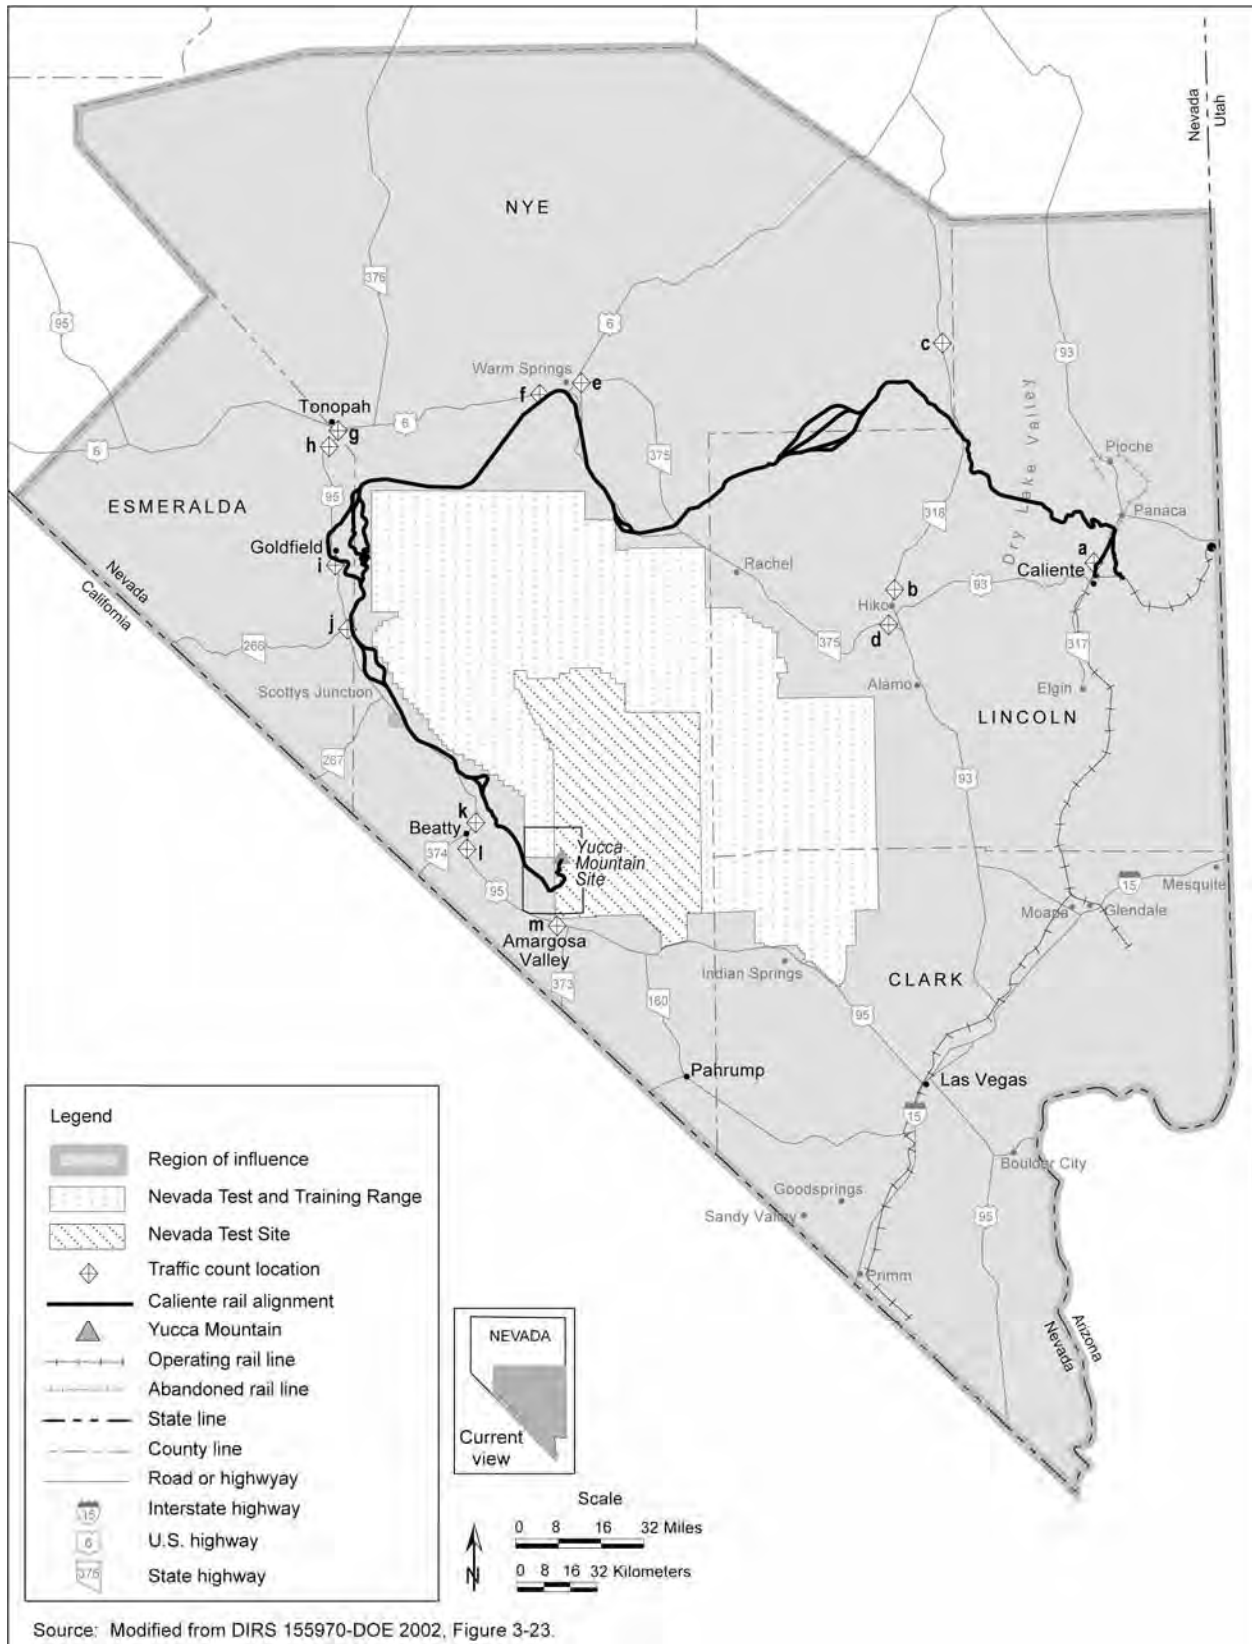 Nevada
Utah
NYE
376
95
6
c
93
Warm Springs
e
f
Tonopah
g
h
6
6
375
Dry Lake Valley
Pioche
ESMERALDA
95
318
Panaca
Goldfield
i
a
Caliente
Rachel
93
b
Hiko
d
Nevada
California
j
266
375
317
Scottys Junction
Alamo
Elgin
LINCOLN
267
93
k
Beatty
l
374
Yucca
Mountain
Site
95
15
Mesquite
Moapa
Glendale
m
Amargosa
Valley
Indian Springs
CLARK
373
160
95
Pahrump
Las Vegas
15
Boulder City
Goodsprings
Sandy Valley
95
Primm
Arizona
Nevada
Legend
Region of influence
Nevada Test and Training Range
Nevada Test Site
Traffic count location
Caliente rail alignment
Yucca Mountain
Operating rail line
Abandoned rail line
State line
County line
Road or highwyay
15
Interstate highway
6
U.S. highway
375
State highway
NEVADA
Current
view
Scale
0 8 16 32 Miles
0 8 16 32 Kilometers
N
Source: Modified from DIRS 155970-DOE 2002, Figure 3-23.